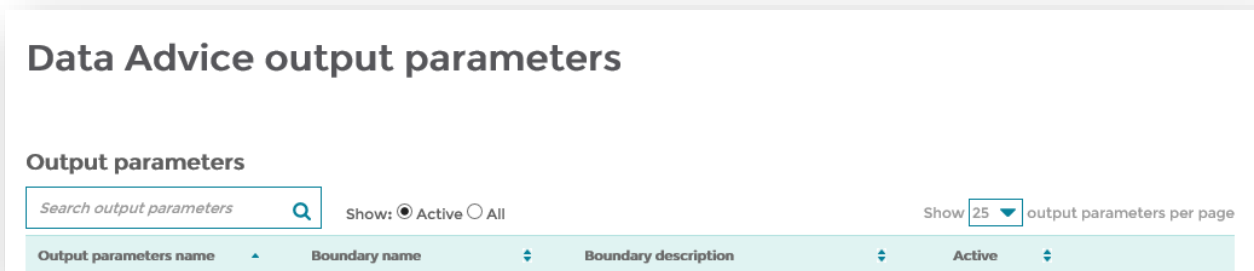 Data Advice output parameters
Output parameters
Search output parameters
Show: Active All
Show 25 output parameters per page
Output parameters name Boundary name Boundary description Active